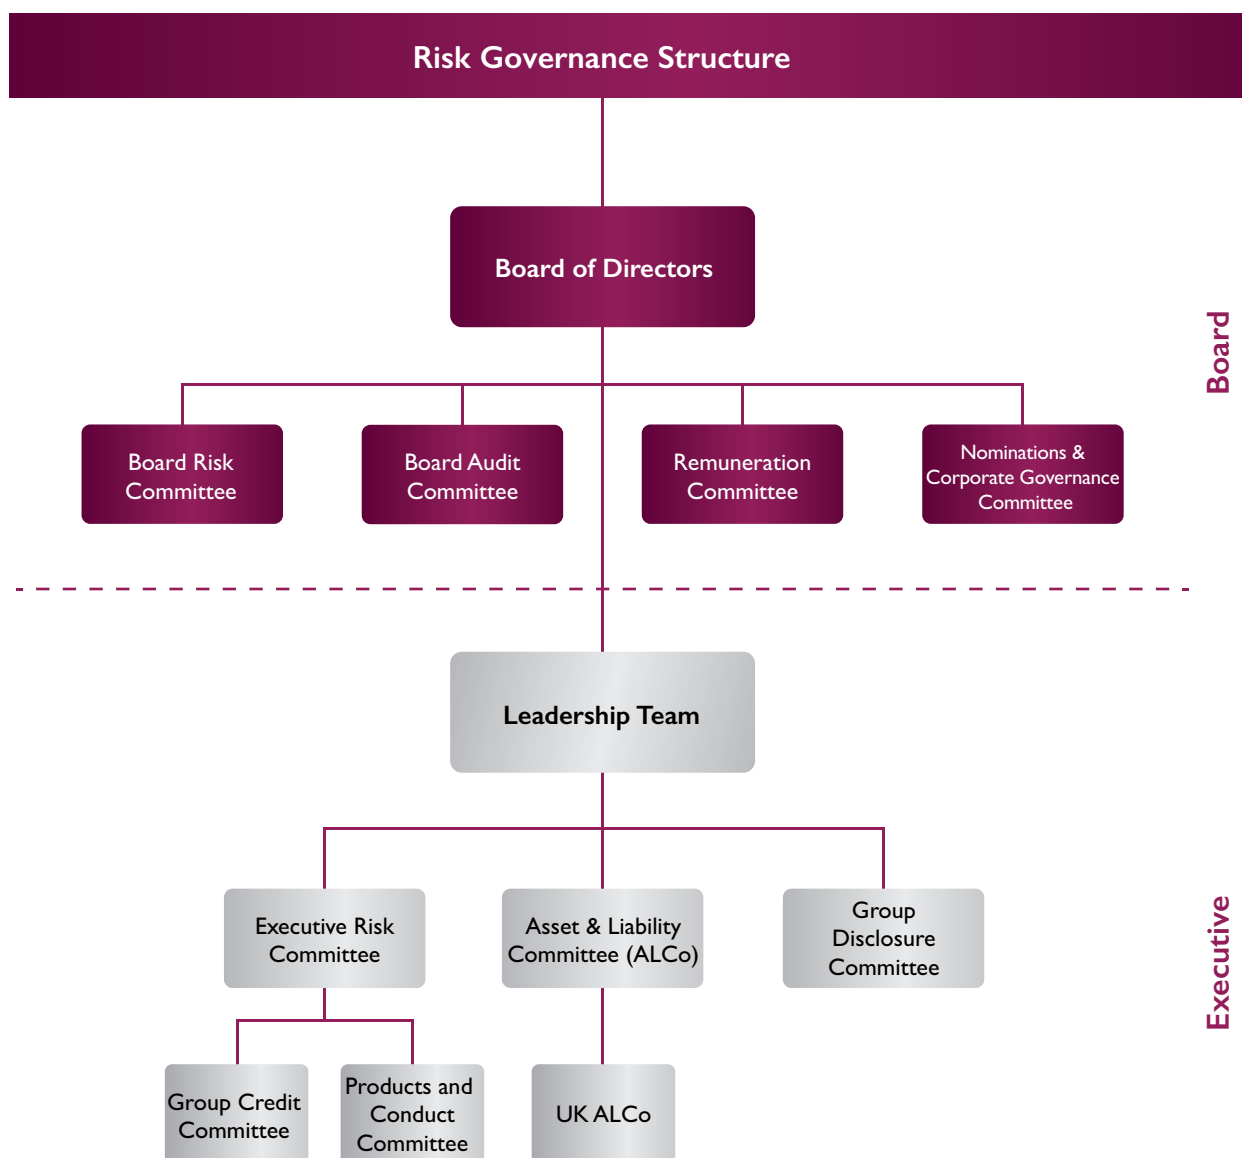 Risk Governance Structure
Board of Directors
Board
Board Risk
Committee
Board Audit
Committee
Remuneration
Committee
Nominations &
Corporate Governance
Committee
Leadership Team
Executive
Executive Risk
Committee
Asset & Liability
Committee (ALCo)
Group
Disclosure
Committee
Group Credit
Committee
Products and
Conduct
Committee
UK ALCo